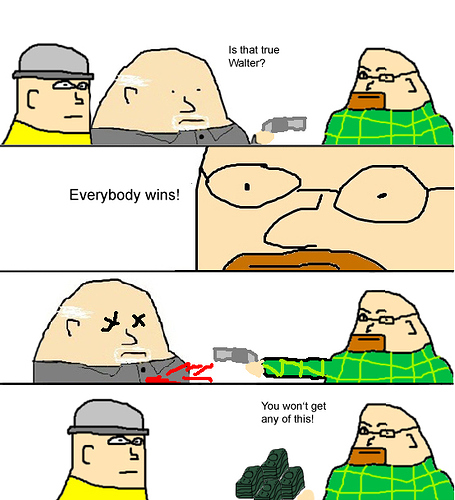 Is that true
Walter?
Everybody wins!
You won't get
any of this!